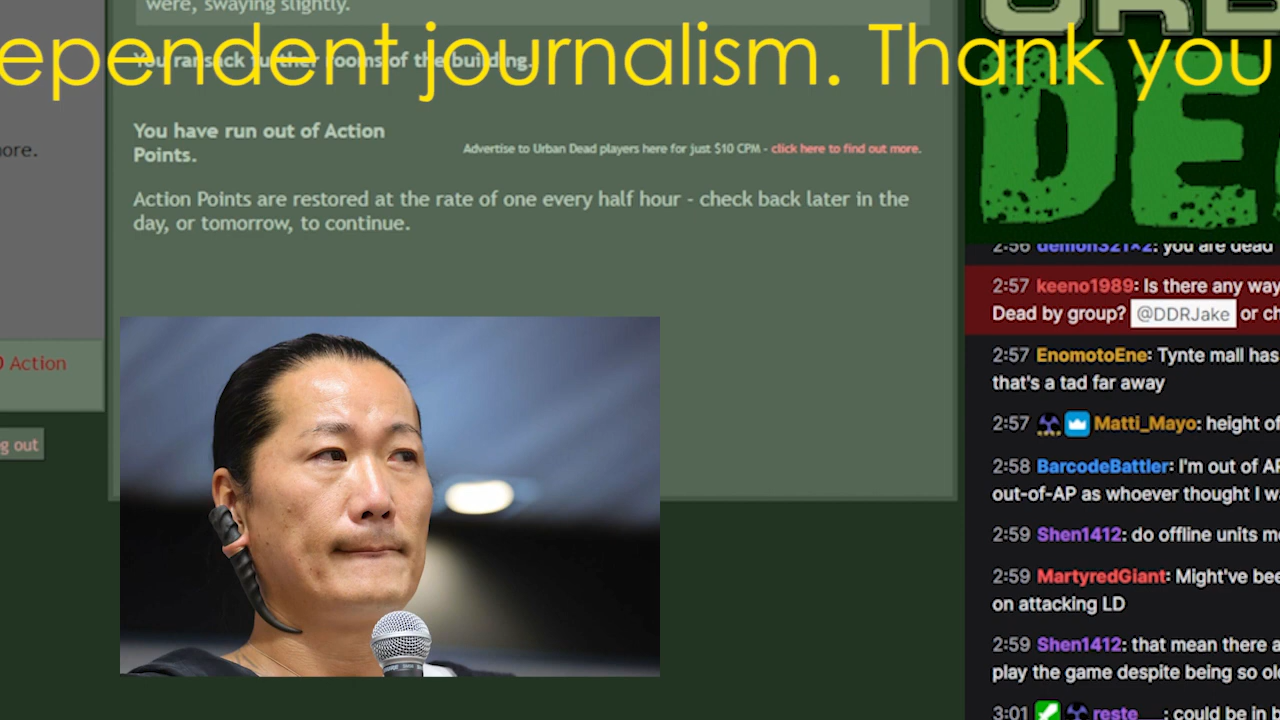 were, swaying slightly.
ependent journalism. Thank you
You ransack further rooms of the building.
You have run out of Action
Points.
Advertise to Urban Dead players here for just $10 CPM - click here to find out more.
Action Points are restored at the rate of one every half hour - check back later in the
day, or tomorrow, to continue.
ore.
Action
g out
URB
DEA
2:56 demon321x2: you are dead
2:57 keeno1989: Is there any way
Dead by group? @DDRJake or ch
2:57 EnomotoEne: Tynte mall has
that's a tad far away
2:57 Matti_Mayo: height of
2:58 BarcodeBattler: I'm out of AP
out-of-AP as whoever thought I wa
2:59 Shen1412: do offline units mo
2:59 MartyredGiant: Might've bee
on attacking LD
2:59 Shen1412: that mean there a
play the game despite being so old
3:01 reste__: could be in b